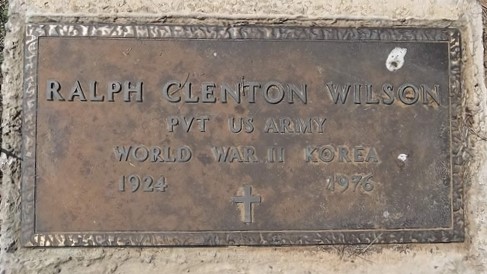 RALPH CLENTON WILSON
PVT US ARMY
WORLD WAR II KOREA
1924 1976